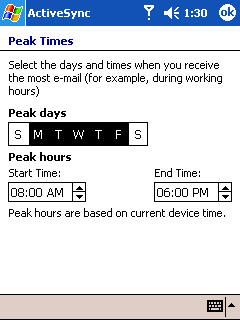 ActiveSync 1:30 ok
Peak Times
Select the days and times when you receive
the most e-mail (for example, during working
hours)
Peak days
S M T W T F S
Peak hours
Start Time: End Time:
08:00 AM 06:00 PM
Peak hours are based on current device time.